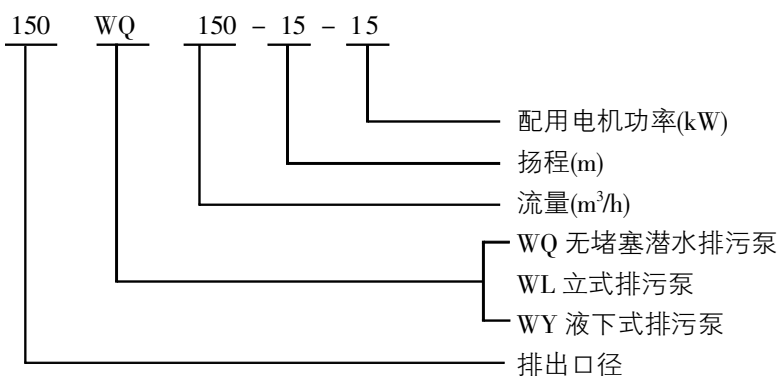 150 WQ 150 - 15 - 15
配用电机功率(kW)
扬程(m)
流量(m³/h)
WQ 无堵塞潜水排污泵
WL 立式排污泵
WY 液下式排污泵
排出口径